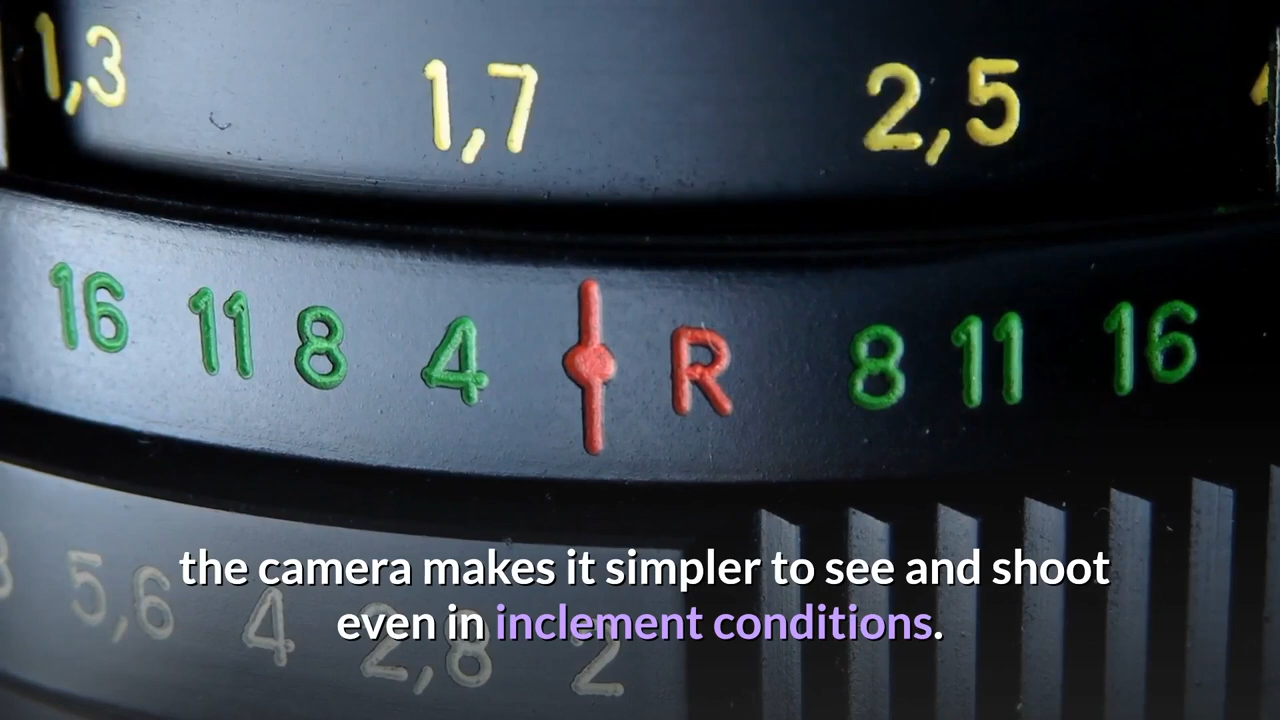 1,3 1,7 2,5
16 11 8 4 R 8 11 16
5,6 4 2,8 2
the camera makes it simpler to see and shoot
even in inclement conditions.